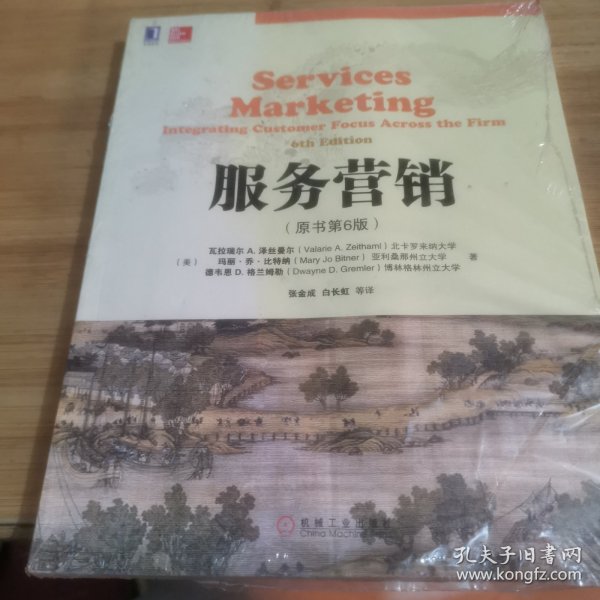 Services
Marketing
Integrating Customer Focus Across the Firm
6th Edition
服务营销
（原书第6版）
瓦拉瑞尔 A. 泽丝曼尔（Valarie A. Zeithaml）北卡罗来纳大学
（美） 玛丽·乔·比特纳（Mary Jo Bitner）亚利桑那州立大学 著
德韦恩 D. 格兰姆勒（Dwayne D. Gremler）博林格林州立大学
张金成 白长虹 等译
机械工业出版社
China Machine Press
孔夫子旧书网
www.kongfz.com